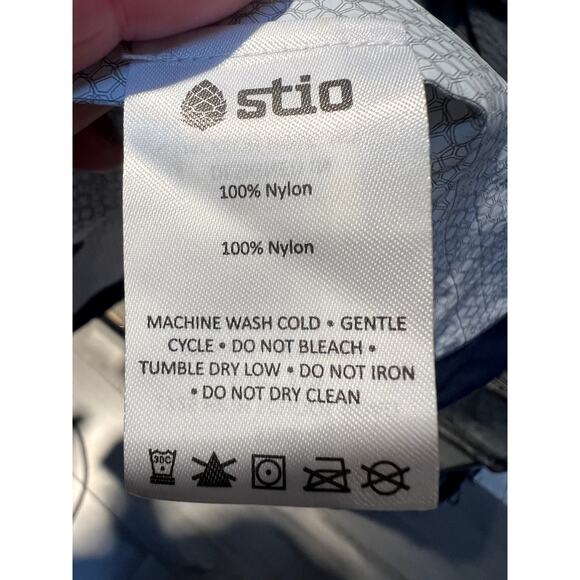 stio
100% Nylon
100% Nylon
MACHINE WASH COLD • GENTLE
CYCLE • DO NOT BLEACH •
TUMBLE DRY LOW • DO NOT IRON
• DO NOT DRY CLEAN
30C